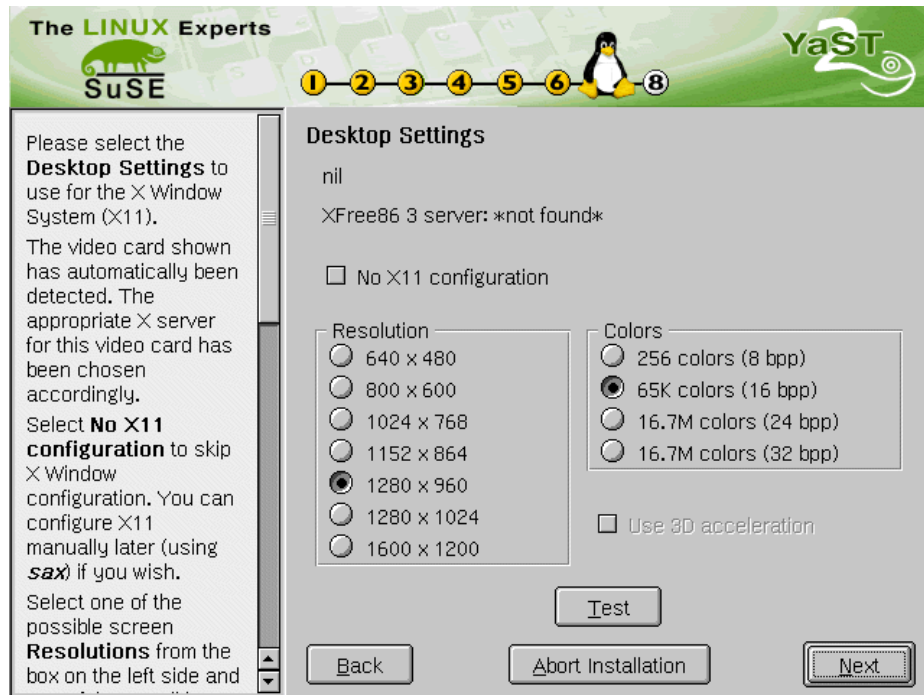 The LINUX Experts
SuSE
1 2 3 4 5 6 8
YaST
2
Please select the
Desktop Settings to
use for the X Window
System (X11).
The video card shown
has automatically been
detected. The
appropriate X server
for this video card has
been chosen
accordingly.
Select No X11
configuration to skip
X Window
configuration. You can
configure X11
manually later (using
sax) if you wish.
Select one of the
possible screen
Resolutions from the
box on the left side and
Desktop Settings
nil
XFree86 3 server: *not found*
No X11 configuration
Resolution
640 x 480
800 x 600
1024 x 768
1152 x 864
1280 x 960
1280 x 1024
1600 x 1200
Colors
256 colors (8 bpp)
65K colors (16 bpp)
16.7M colors (24 bpp)
16.7M colors (32 bpp)
Use 3D acceleration
Test
Back
Abort Installation
Next